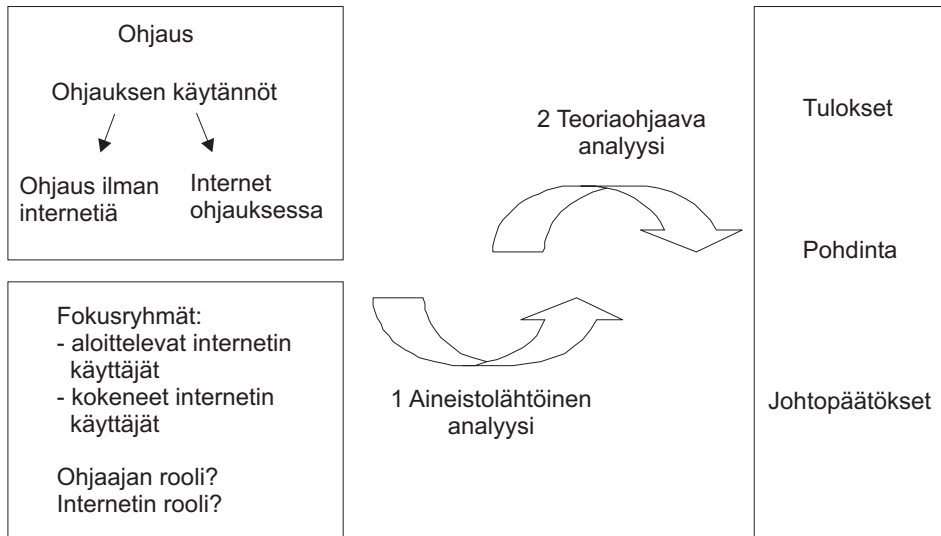 Ohjaus
Ohjauksen käytännöt
Ohjaus ilman
internetiä
Internet
ohjauksessa
Fokusryhmät:
- aloittelevat internetin
käyttäjät
- kokeneet internetin
käyttäjät
Ohjaajan rooli?
Internetin rooli?
1 Aineistolähtöinen
analyysi
2 Teoriaohjaava
analyysi
Tulokset
Pohdinta
Johtopäätökset